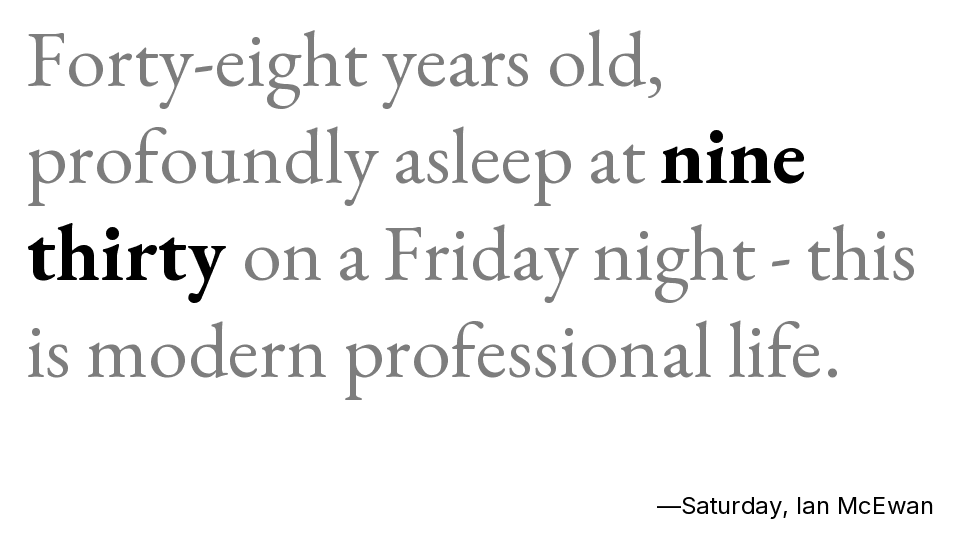 Forty-eight years old,
profoundly asleep at nine
thirty on a Friday night - this
is modern professional life.
—Saturday, Ian McEwan